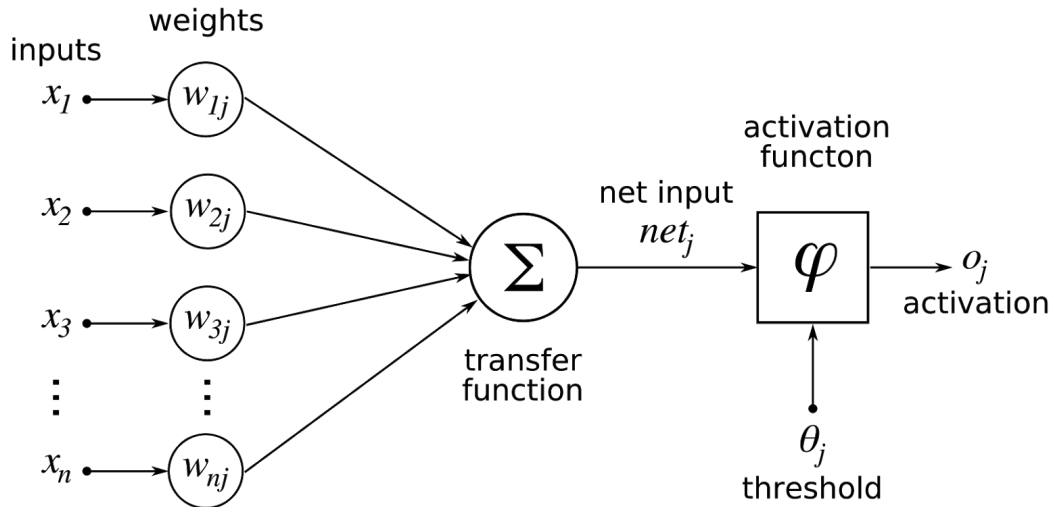 weights
inputs
x1
w1j
x2
w2j
x3
w3j
⋮ ⋮
xn
wnj
Σ
transfer
function
net input
netj
activation
functon
φ
oj
activation
θj
threshold